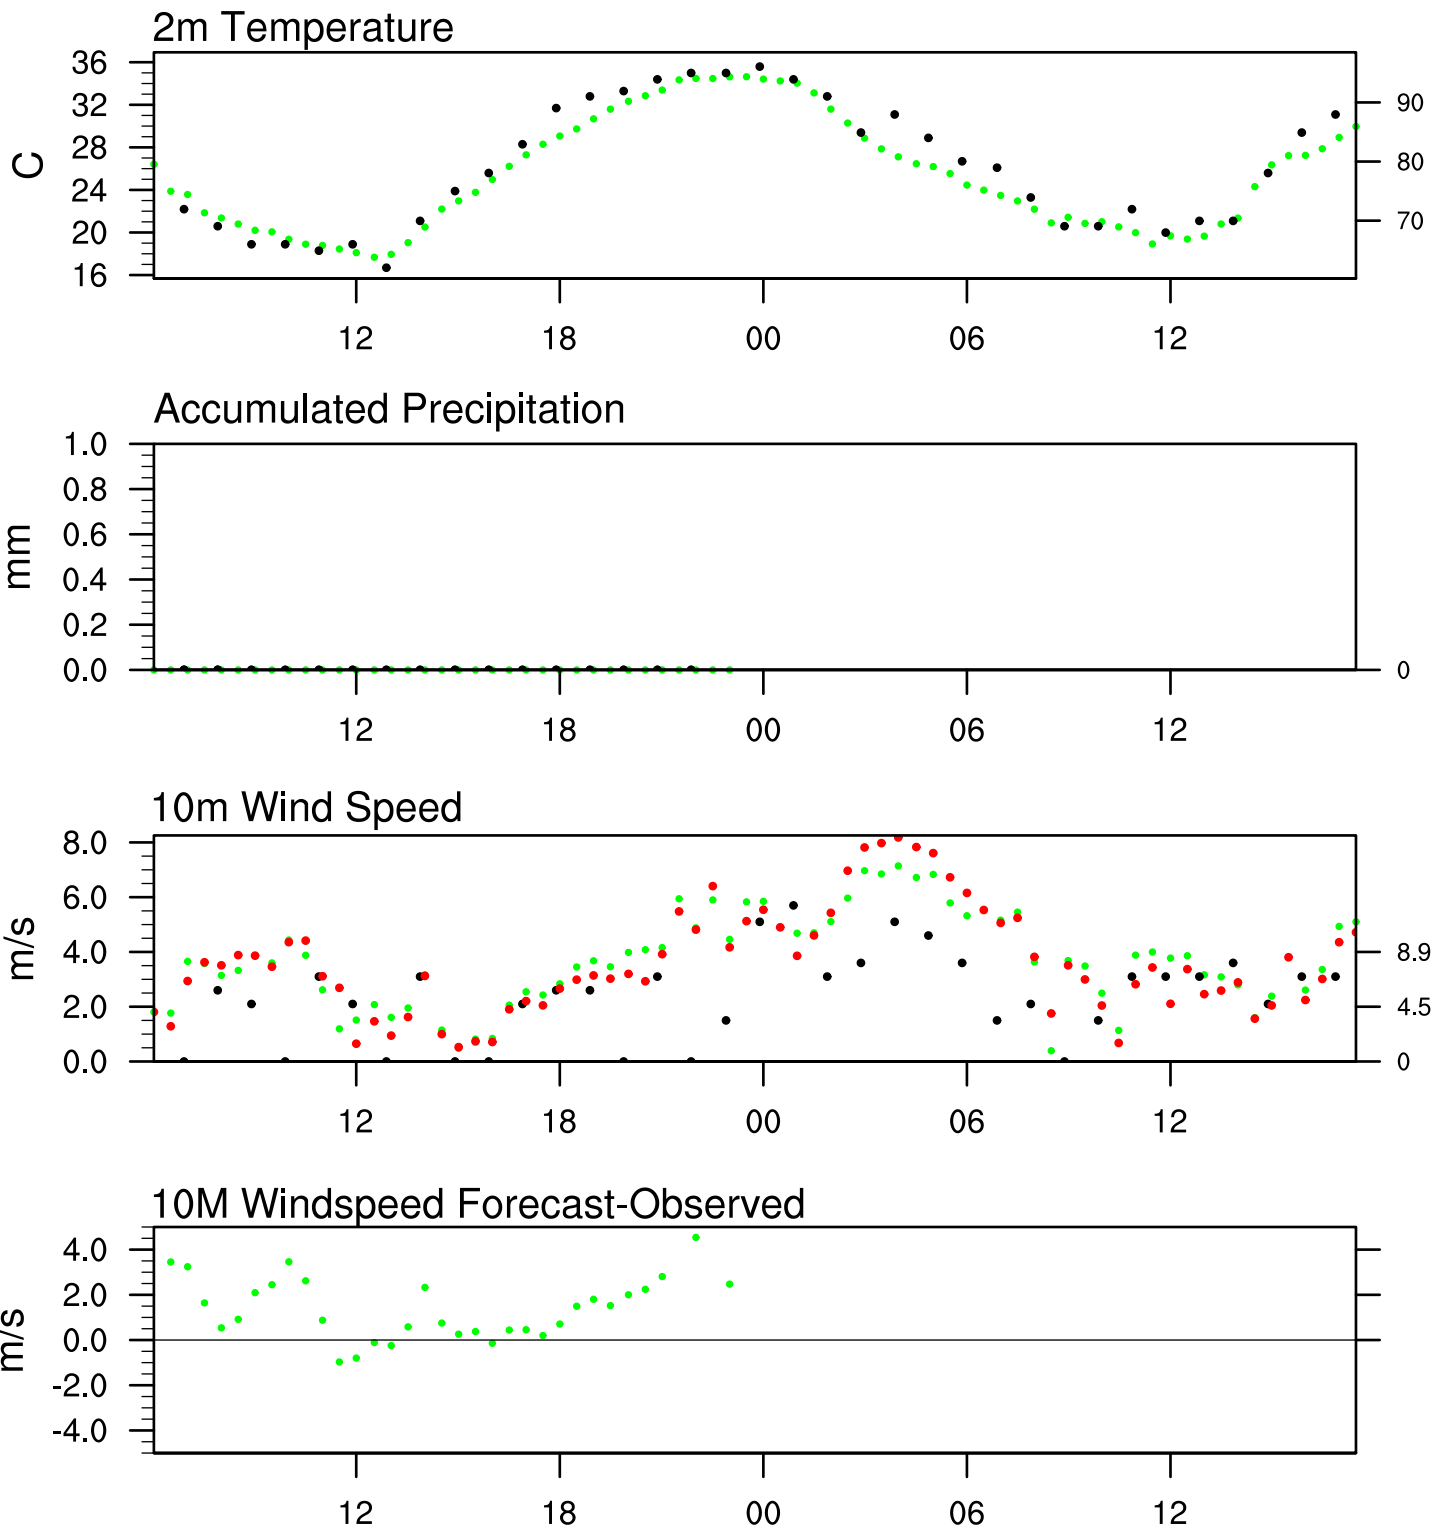 2m Temperature
36
32
28
24
20
16
C
90
80
70
12 18 00 06 12
Accumulated Precipitation
1.0
0.8
0.6
0.4
0.2
0.0
mm
0
12 18 00 06 12
10m Wind Speed
8.0
6.0
4.0
2.0
0.0
m/s
8.9
4.5
0
12 18 00 06 12
10M Windspeed Forecast-Observed
4.0
2.0
0.0
-2.0
-4.0
m/s
12 18 00 06 12